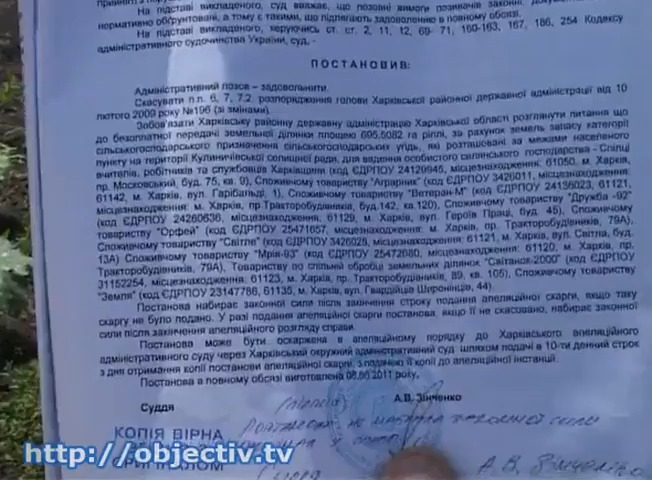 На підставі викладеного, суд вважає, що позовні вимоги позивачів законні,
нормативно обґрунтовані, а тому є такими, що підлягають задоволенню в повному обсязі.
На підставі викладеного, керуючись ст. ст. 2, 11, 12, 69- 71, 160-163, 167, 186, 254 Кодексу
адміністративного судочинства України, суд, -
ПОСТАНОВИВ:
Адміністративний позов – задовольнити.
Скасувати п.п. 6, 7, 7.2. розпорядження голови Харківської районної державної адміністрації від 10
лютого 2009 року №196 (зі змінами).
Зобов'язати Харківську районну державну адміністрацію Харківської області розглянути питання що
до безоплатної передачі земельної ділянки площею 695,5082 га ріллі, за рахунок земель запасу категорії
сільськогосподарського призначення сільськогосподарських угідь, які розташовані за межами населеного
пункту на території Кулиничівської селищної ради, для ведення особистого селянського господарства - Спілці
вчителів, робітників та службовців Харківщини (код ЄДРПОУ 24120945, місцезнаходження: 61050, м. Харків,
пр. Московський, буд. 75, кв. 9), Споживчому товариству "Аграрник" (код ЄДРПОУ 3426011, місцезнаходження:
61142, м. Харків, вул. Гарібальді, 1), Споживчому товариству "Ветеран-М" (код ЄДРПОУ 24136023, 61121,
місцезнаходження: м. Харків, пр.Тракторобудівників, буд.142, кв.120), Споживчому товариству "Дружба -92"
(код ЄДРПОУ 24260636, місцезнаходження: 61129, м. Харків, вул. Героїв Праці, буд. 45), Споживчому
товариству "Орфей" (код ЄДРПОУ 25471657, місцезнаходження: м. Харків, пр. Тракторобудівників, 79А),
Споживчому товариству "Світле" (код ЄДРПОУ 3426028, місцезнаходження: 61121, м. Харків, вул. Світла, буд.
13А) Споживчому товариству "Мрія-93" (код ЄДРПОУ 25472680, місцезнаходження: 61121, м. Харків, пр.
Тракторобудівників, 79А), Товариству по спільній обробці земельних ділянок "Світанок-2000" (код ЄДРПОУ
31152254, місцезнаходження: 61123, м. Харків, пр. Тракторобудівників, 89, кв. 105), Споживчому товариству
"Земля" (код ЄДРПОУ 23147786, 61135, м. Харків, вул. Гвардійців Широнінців, 44).
Постанова набирає законної сили після закінчення строку подання апеляційної скарги, якщо таку
скаргу не було подано. У разі подання апеляційної скарги постанова, якщо її не скасовано, набирає законної
сили після закінчення апеляційного розгляду справи.
Постанова може бути оскаржена в апеляційному порядку до Харківського апеляційного
адміністративного суду через Харківський окружний адміністративний суд шляхом подачі в 10-ти денний строк
з дня отримання копії постанови апеляційної скарги, з подачею її копії до апеляційної інстанції.
Постанова в повному обсязі виготовлена 08.06.2011 року.
Суддя А.В. Зінченко
Постанова не набрала законної сили
КОПІЯ ВІРНА
ОРИГІНАЛОМ
А.В. Зінченко
http://objectiv.tv